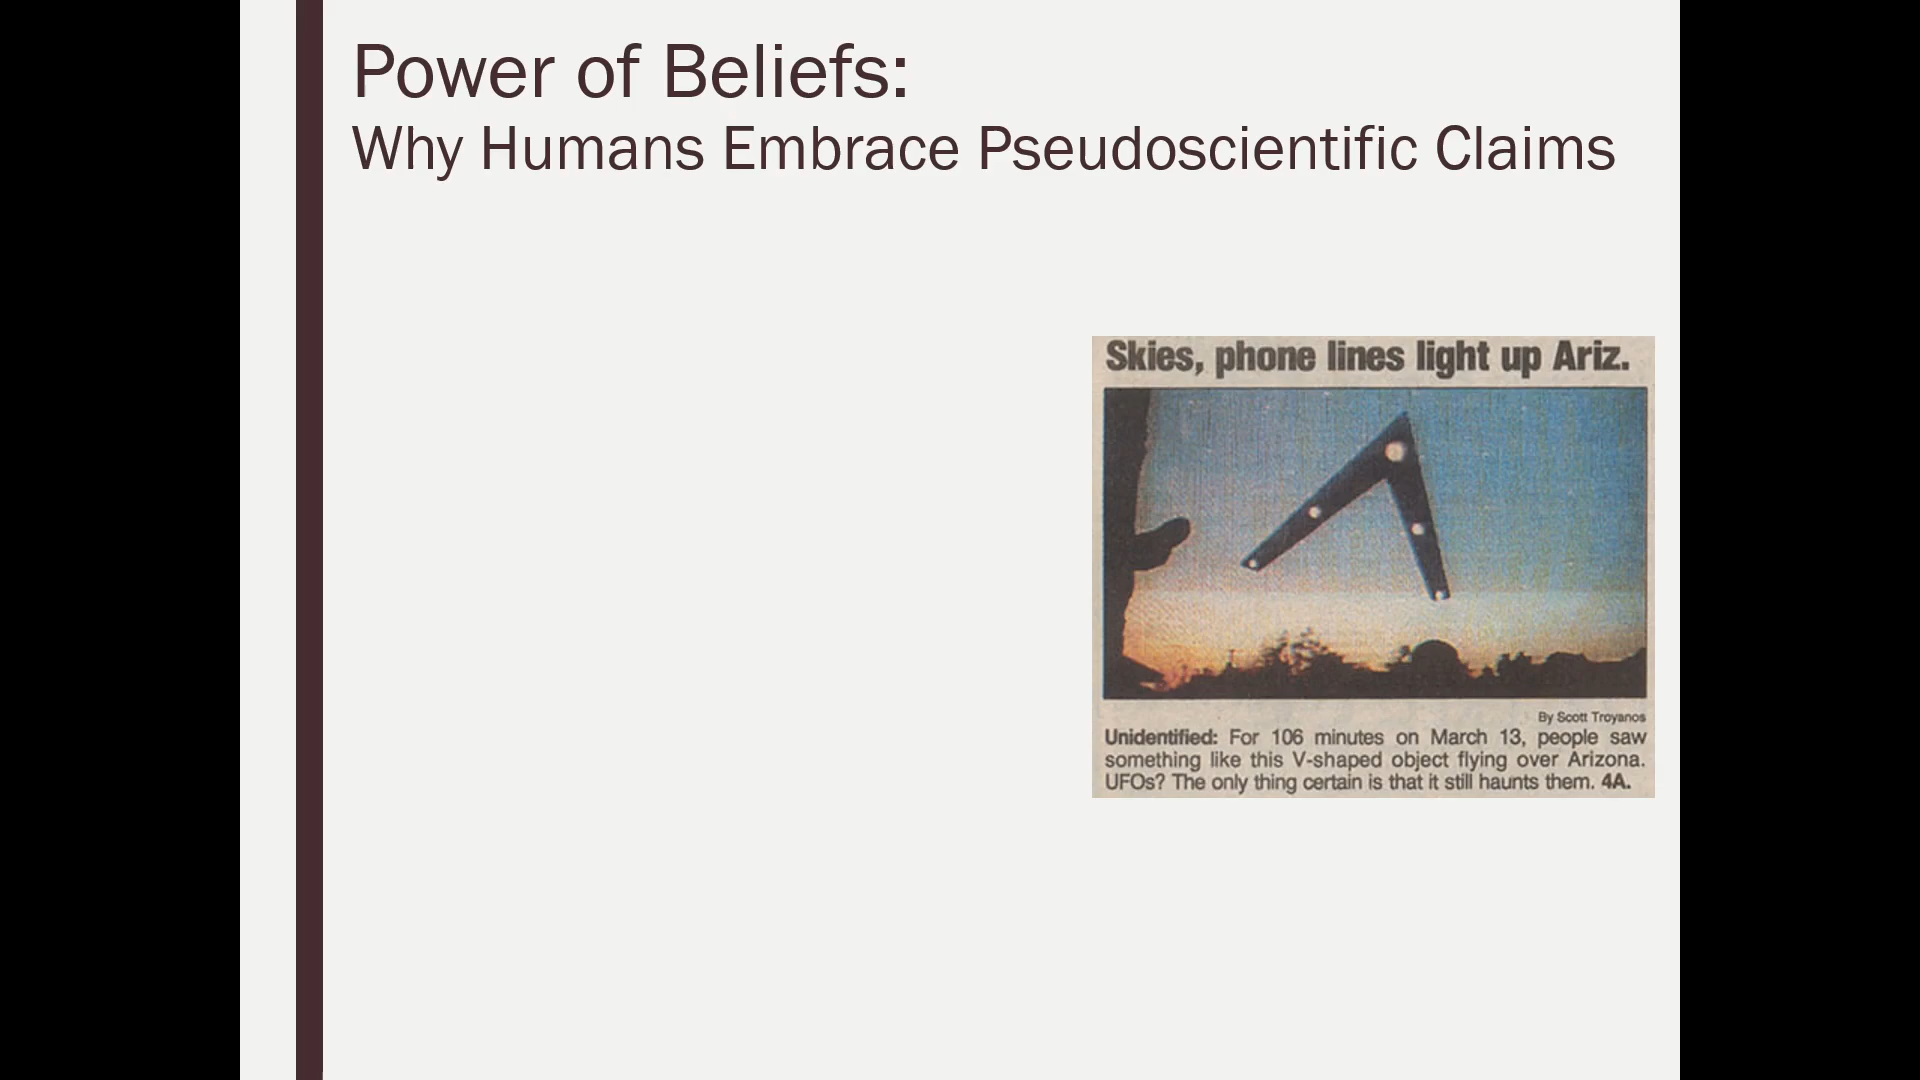 Power of Beliefs:
Why Humans Embrace Pseudoscientific Claims
Skies, phone lines light up Ariz.
By Scott Troyanos
Unidentified: For 106 minutes on March 13, people saw
something like this V-shaped object flying over Arizona.
UFOs? The only thing certain is that it still haunts them. 4A.